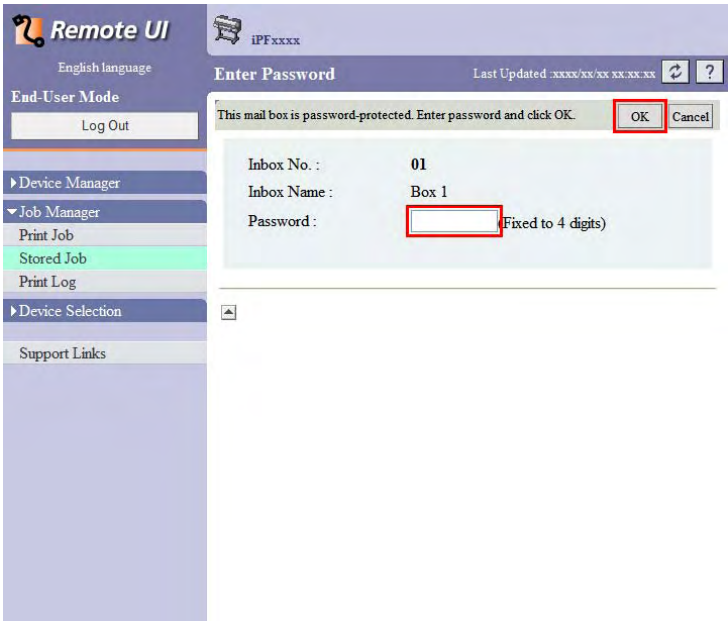 Remote UI
English language
End-User Mode
Log Out
Device Manager
Job Manager
Print Job
Stored Job
Print Log
Device Selection
Support Links
iPFxxxx
Enter Password
Last Updated :xxxx/xx/xx xx:xx:xx
?
This mail box is password-protected. Enter password and click OK.
OK
Cancel
Inbox No. : 01
Inbox Name : Box 1
Password : (Fixed to 4 digits)